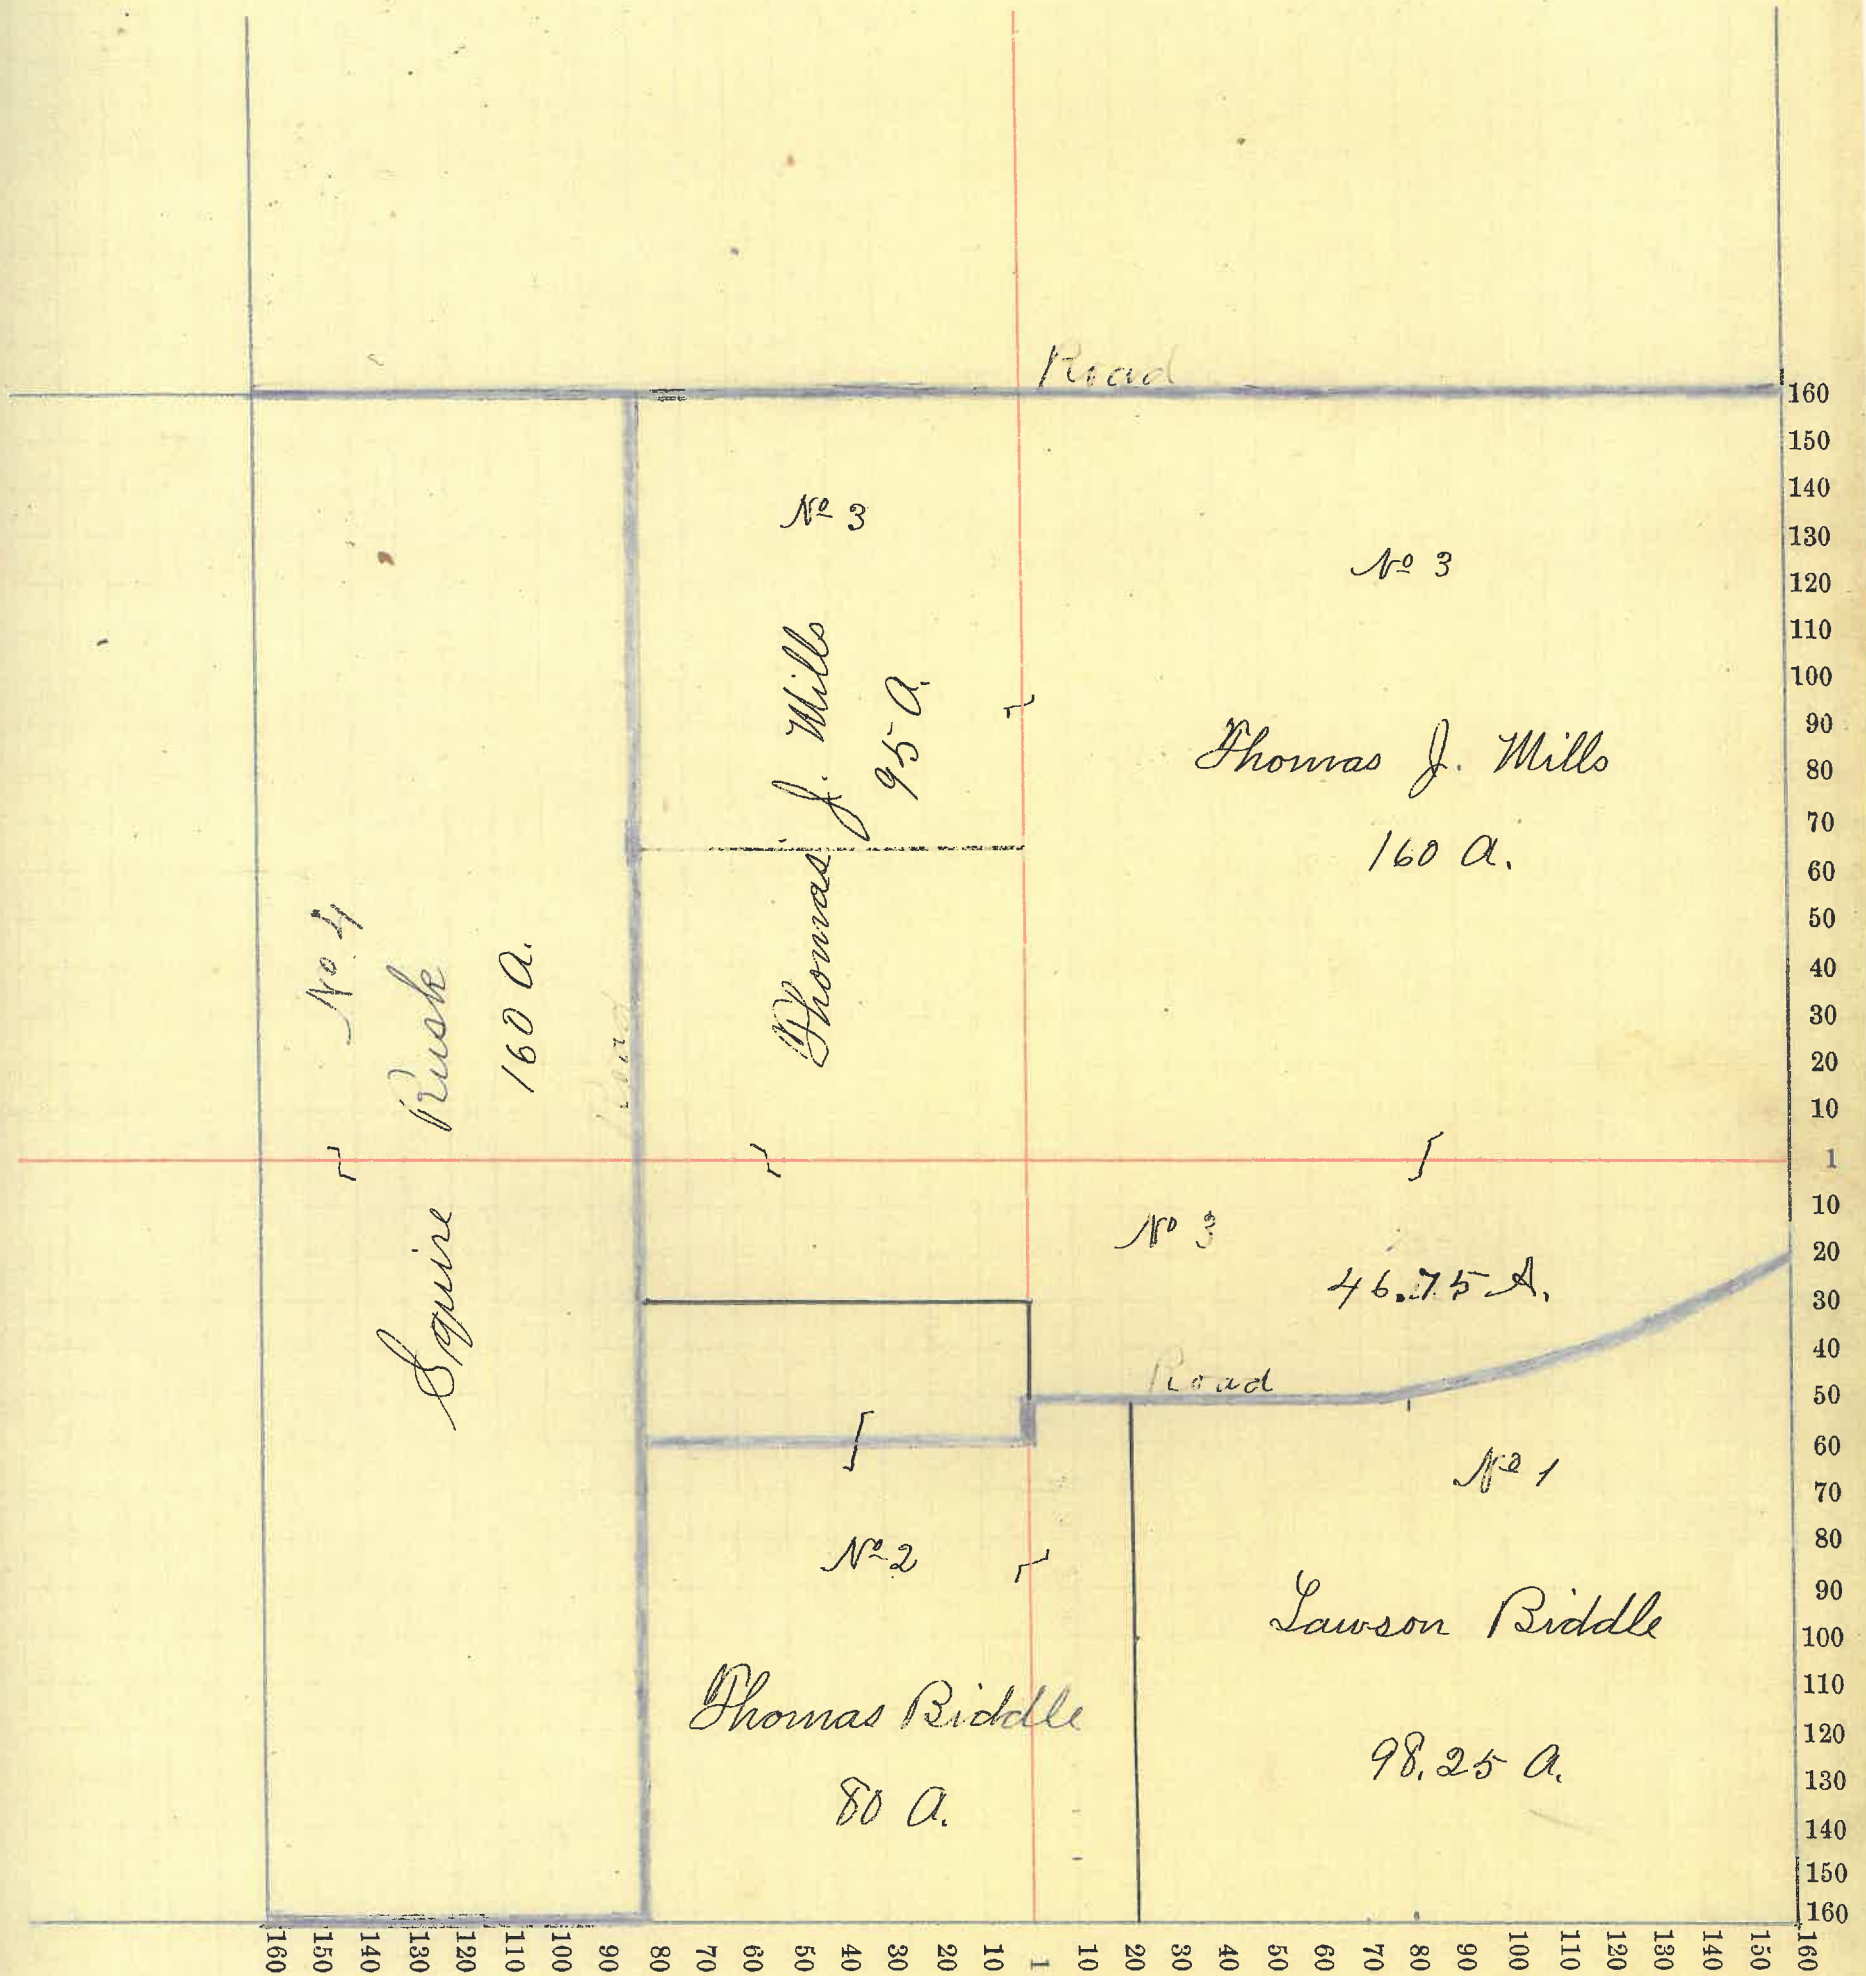 Road
No 3
Thomas J. Mills
95 A.
No 3
Thomas J. Mills
160 A.
No. 4
Squire Rusk
160 A.
Road
No 3
46.75 A.
Road
No 2
Thomas Biddle
80 A.
No 1
Lawson Biddle
98.25 A.
160
150
140
130
120
110
100
90
80
70
60
50
40
30
20
10
1
10
20
30
40
50
60
70
80
90
100
110
120
130
140
150
160
160 150 140 130 120 110 100 90 80 70 60 50 40 30 20 10 1 10 20 30 40 50 60 70 80 90 100 110 120 130 140 150 160